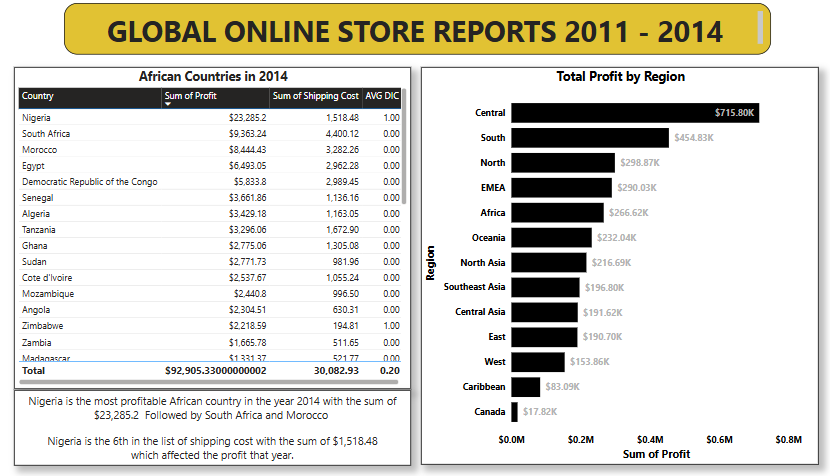 GLOBAL ONLINE STORE REPORTS 2011 - 2014
African Countries in 2014
Country Sum of Profit Sum of Shipping Cost AVG DIC
Nigeria $23,285.2 1,518.48 1.00
South Africa $9,363.24 4,400.12 0.00
Morocco $8,444.43 3,282.26 0.00
Egypt $6,493.05 2,962.28 0.00
Democratic Republic of the Congo $5,833.8 2,989.45 0.00
Senegal $3,661.86 1,136.16 0.00
Algeria $3,429.18 1,163.05 0.00
Tanzania $3,296.06 1,672.90 0.00
Ghana $2,775.06 1,305.08 0.00
Sudan $2,771.73 981.96 0.00
Cote d'Ivoire $2,537.67 1,055.24 0.00
Mozambique $2,440.8 996.50 0.00
Angola $2,304.51 630.31 0.00
Zimbabwe $2,218.59 194.81 1.00
Zambia $1,665.78 511.65 0.00
Madagascar $1,331.37 521.77 0.00
Total $92,905.33000000002 30,082.93 0.20
Nigeria is the most profitable African country in the year 2014 with the sum of
$23,285.2 Followed by South Africa and Morocco
Nigeria is the 6th in the list of shipping cost with the sum of $1,518.48
which affected the profit that year.
Total Profit by Region
Region
Central $715.80K
South $454.83K
North $298.87K
EMEA $290.03K
Africa $266.62K
Oceania $232.04K
North Asia $216.69K
Southeast Asia $196.80K
Central Asia $191.62K
East $190.70K
West $153.86K
Caribbean $83.09K
Canada $17.82K
$0.0M $0.2M $0.4M $0.6M $0.8M
Sum of Profit